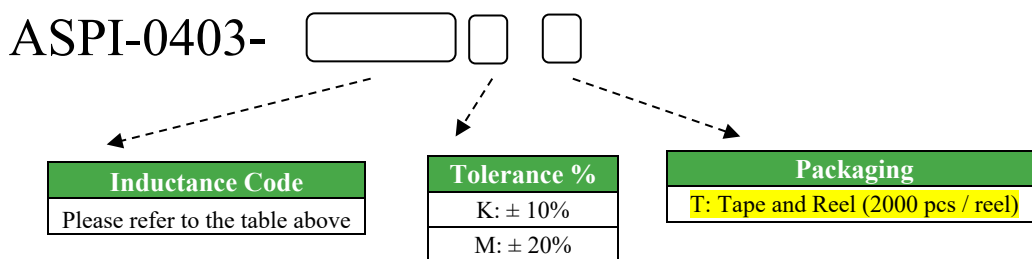 ASPI-0403-
Inductance Code
Please refer to the table above
Tolerance %
K: ± 10%
M: ± 20%
Packaging
T: Tape and Reel (2000 pcs / reel)